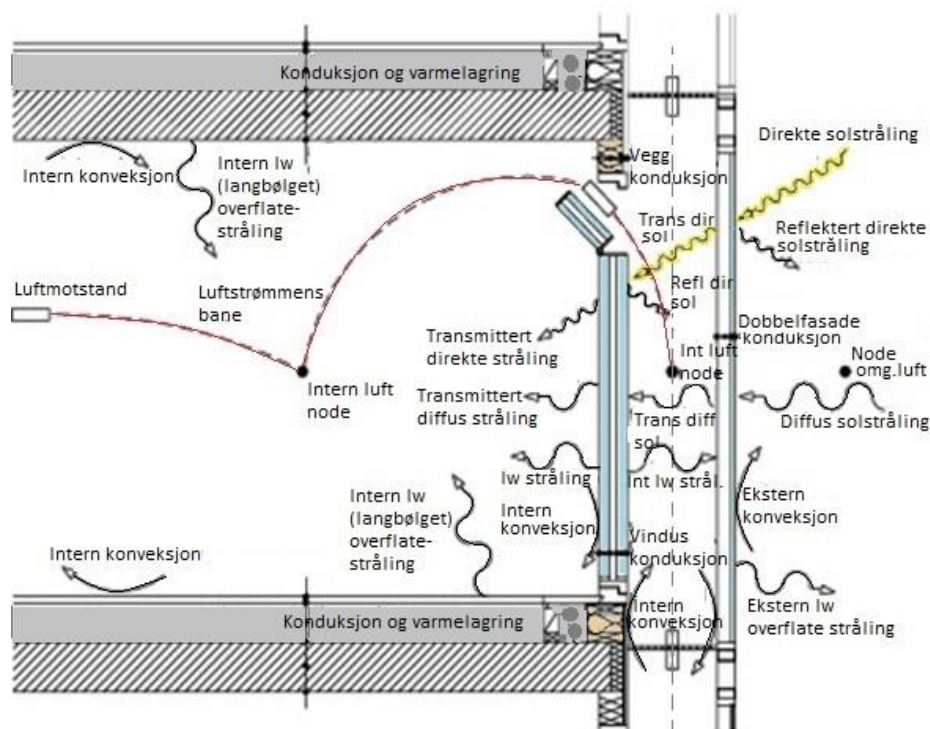 Konduksjon og varmelagring
Direkte solstråling
Intern konveksjon
Intern lw
(langbølget)
overflate-
stråling
Vegg
konduksjon
Trans dir
sol
Reflektert direkte
solstråling
Luftmotstand
Luftstrømmens
bane
Refl dir
sol
Transmittert
direkte stråling
Dobbelfasade
konduksjon
Int luft
node
Node
omg.luft
Intern luft
node
Transmittert
diffus stråling
Trans diff
sol
Diffus solstråling
lw stråling
Int lw strål.
Intern lw
(langbølget)
overflate-
stråling
Intern
konveksjon
Ekstern
konveksjon
Vindus
konduksjon
Intern konveksjon
Ekstern lw
overflate stråling
Intern
konveksjon
Konduksjon og varmelagring